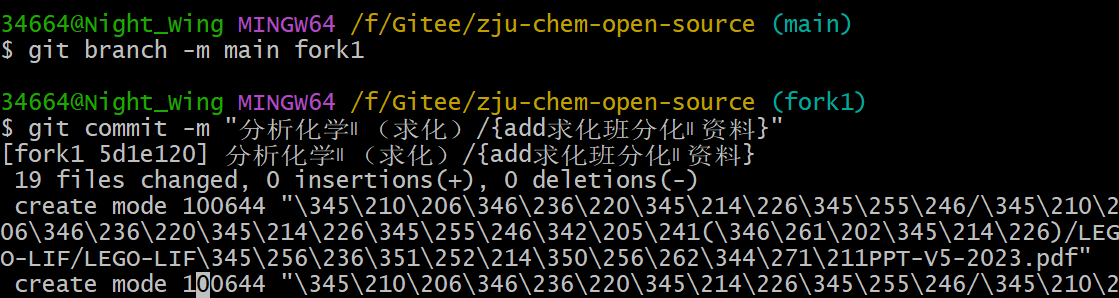 34664@Night_Wing MINGW64 /f/Gitee/zju-chem-open-source (main)
$ git branch -m main fork1
34664@Night_Wing MINGW64 /f/Gitee/zju-chem-open-source (fork1)
$ git commit -m "分析化学Ⅱ（求化）/{add求化班分化Ⅱ资料}"
[fork1 5d1e120] 分析化学Ⅱ（求化）/{add求化班分化Ⅱ资料}
 19 files changed, 0 insertions(+), 0 deletions(-)
 create mode 100644 "\345\210\206\346\236\220\345\214\226\345\255\246/\345\210\2
06\346\236\220\345\214\226\345\255\246\342\205\241(\346\261\202\345\214\226)/LEG
O-LIF/LEGO-LIF\345\256\236\351\252\214\350\256\262\344\271\211PPT-V5-2023.pdf"
 create mode 100644 "\345\210\206\346\236\220\345\214\226\345\255\246/\345\210\2